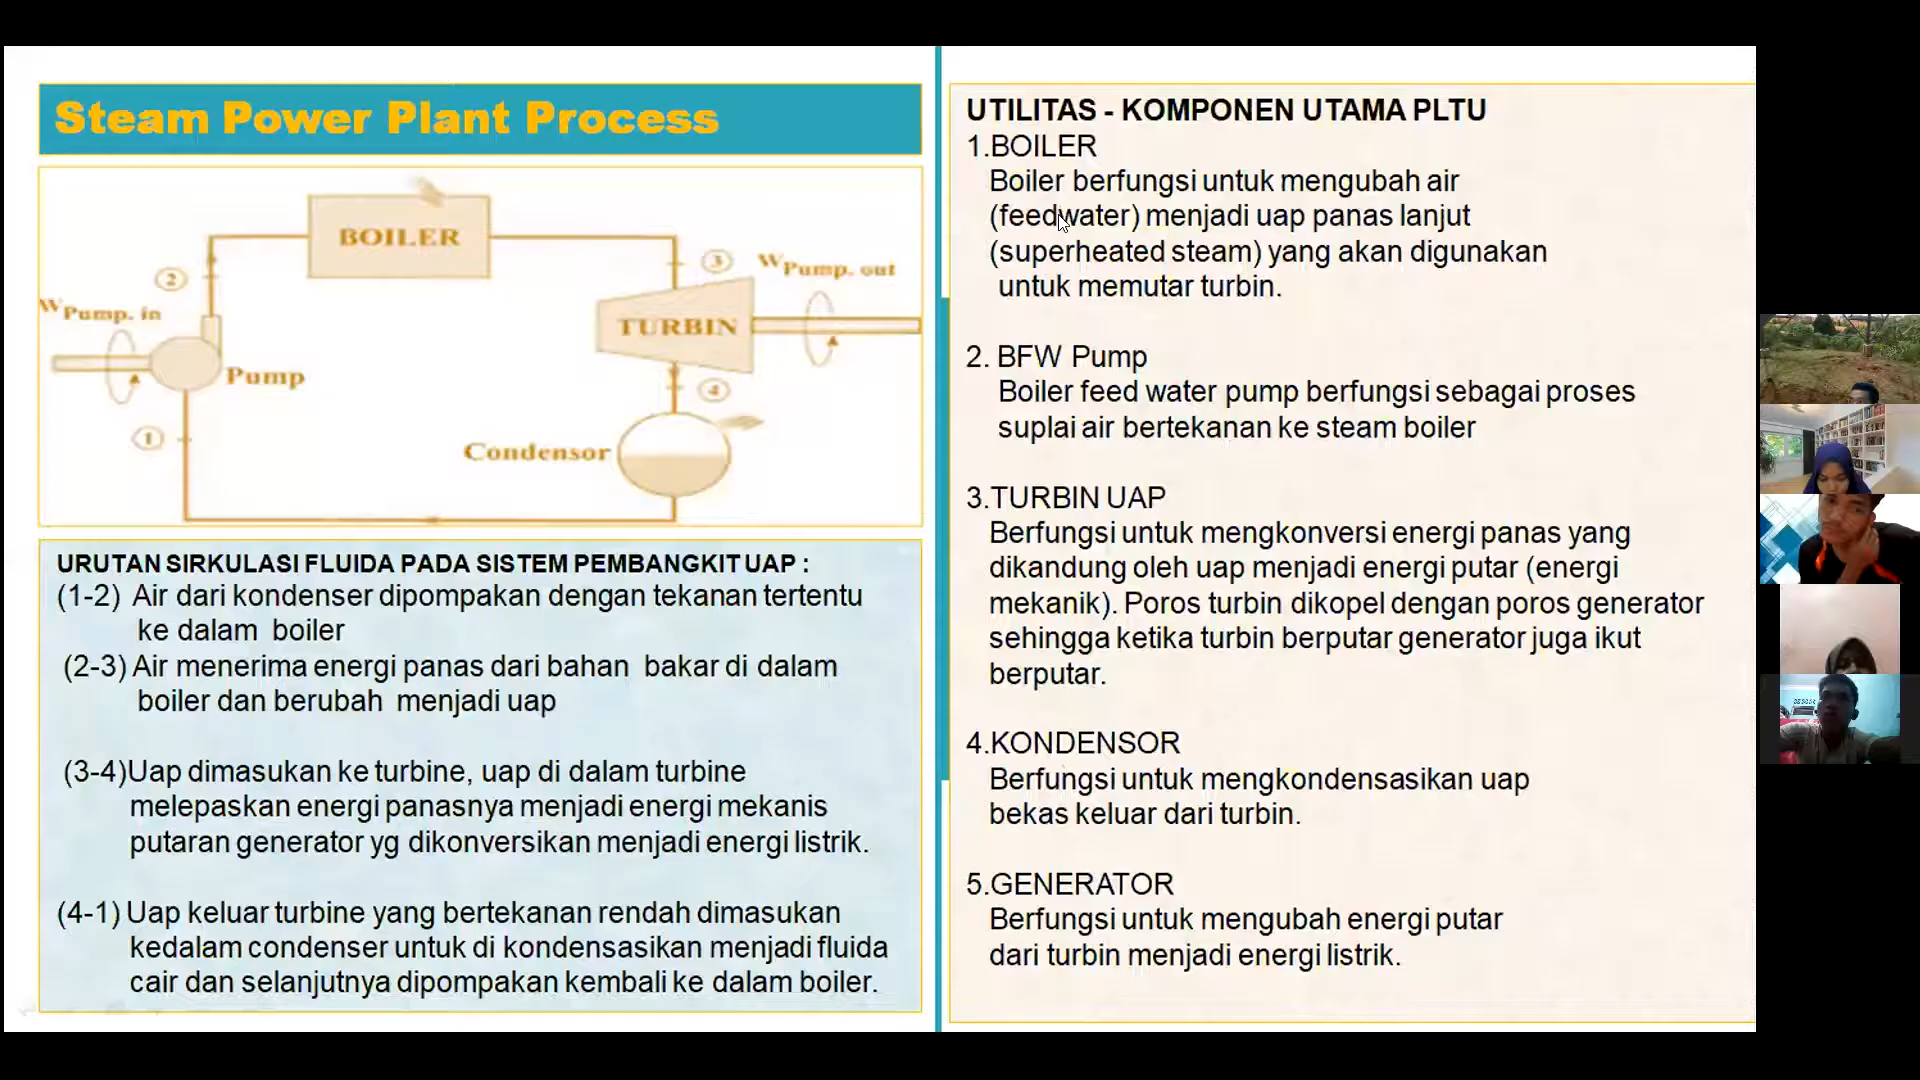 Steam Power Plant Process
BOILER
2
3
WPump. out
WPump. in
TURBIN
Pump
4
1
Condensor
URUTAN SIRKULASI FLUIDA PADA SISTEM PEMBANGKIT UAP :
(1-2) Air dari kondenser dipompakan dengan tekanan tertentu
ke dalam boiler
(2-3) Air menerima energi panas dari bahan bakar di dalam
boiler dan berubah menjadi uap
(3-4)Uap dimasukan ke turbine, uap di dalam turbine
melepaskan energi panasnya menjadi energi mekanis
putaran generator yg dikonversikan menjadi energi listrik.
(4-1) Uap keluar turbine yang bertekanan rendah dimasukan
kedalam condenser untuk di kondensasikan menjadi fluida
cair dan selanjutnya dipompakan kembali ke dalam boiler.
UTILITAS - KOMPONEN UTAMA PLTU
1.BOILER
Boiler berfungsi untuk mengubah air
(feedwater) menjadi uap panas lanjut
(superheated steam) yang akan digunakan
untuk memutar turbin.
2. BFW Pump
Boiler feed water pump berfungsi sebagai proses
suplai air bertekanan ke steam boiler
3.TURBIN UAP
Berfungsi untuk mengkonversi energi panas yang
dikandung oleh uap menjadi energi putar (energi
mekanik). Poros turbin dikopel dengan poros generator
sehingga ketika turbin berputar generator juga ikut
berputar.
4.KONDENSOR
Berfungsi untuk mengkondensasikan uap
bekas keluar dari turbin.
5.GENERATOR
Berfungsi untuk mengubah energi putar
dari turbin menjadi energi listrik.